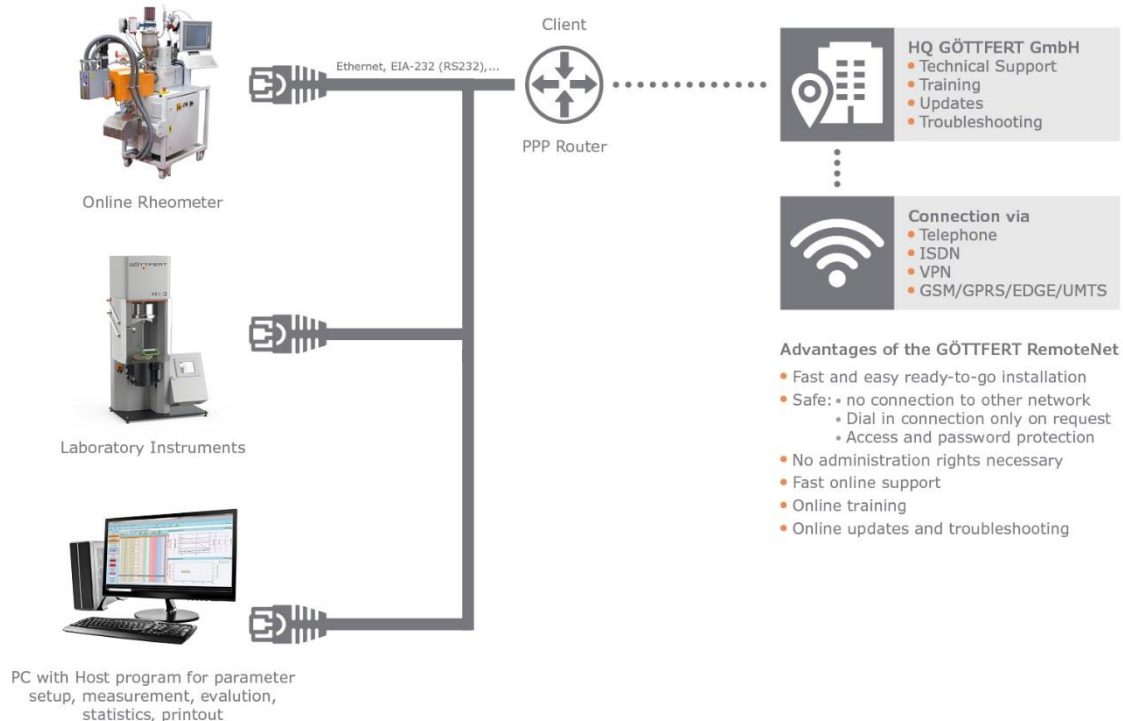 Client
Ethernet, EIA-232 (RS232),...
PPP Router
Online Rheometer
GÖTTFERT
Laboratory Instruments
PC with Host program for parameter
setup, measurement, evalution,
statistics, printout
HQ GÖTTFERT GmbH
• Technical Support
• Training
• Updates
• Troubleshooting
Connection via
• Telephone
• ISDN
• VPN
• GSM/GPRS/EDGE/UMTS
Advantages of the GÖTTFERT RemoteNet
• Fast and easy ready-to-go installation
• Safe: • no connection to other network
• Dial in connection only on request
• Access and password protection
• No administration rights necessary
• Fast online support
• Online training
• Online updates and troubleshooting